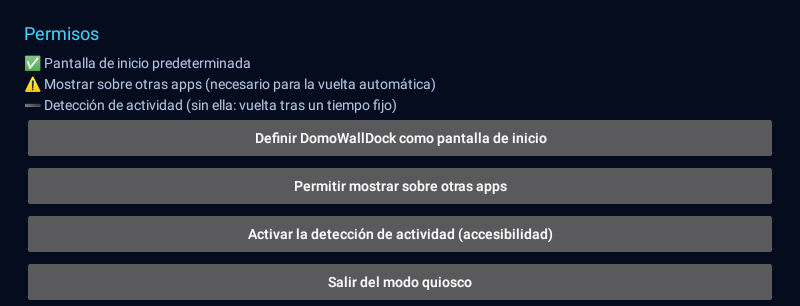 Permisos
✅ Pantalla de inicio predeterminada
⚠️ Mostrar sobre otras apps (necesario para la vuelta automática)
➖ Detección de actividad (sin ella: vuelta tras un tiempo fijo)
Definir DomoWallDock como pantalla de inicio
Permitir mostrar sobre otras apps
Activar la detección de actividad (accesibilidad)
Salir del modo quiosco